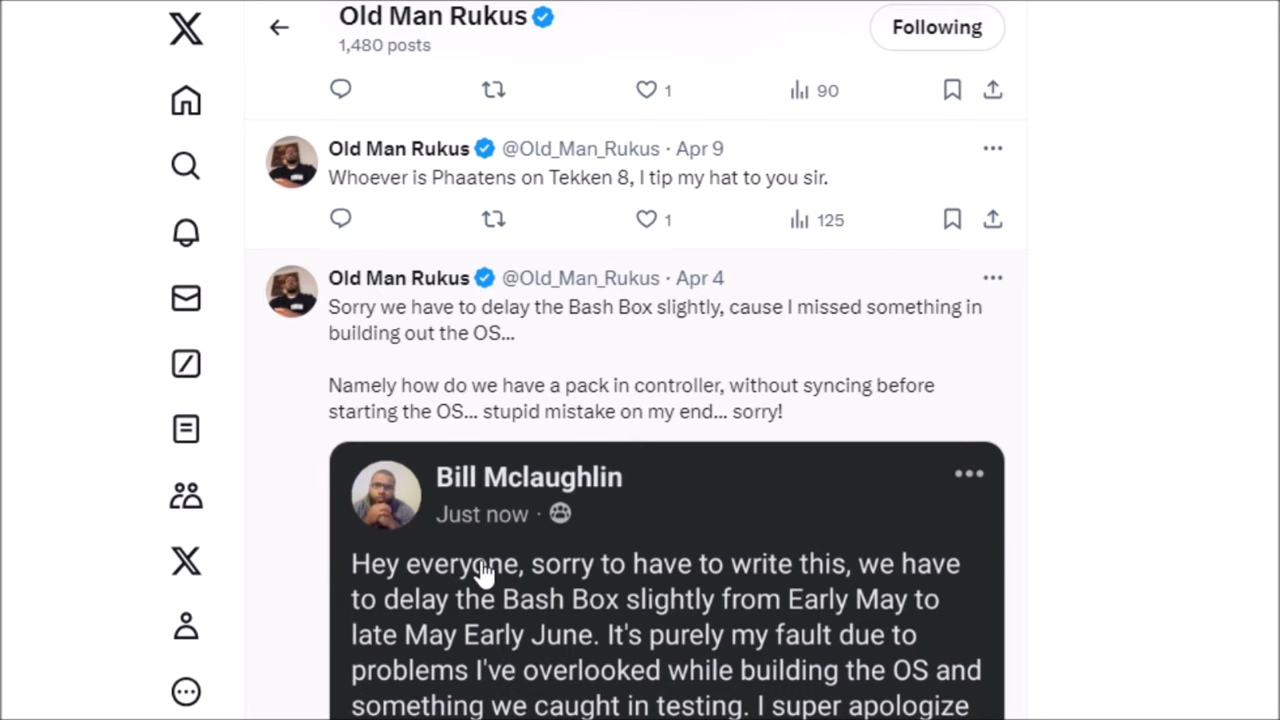 Old Man Rukus
1,480 posts
Following
1
90
Old Man Rukus @Old_Man_Rukus · Apr 9
Whoever is Phaatens on Tekken 8, I tip my hat to you sir.
1
125
Old Man Rukus @Old_Man_Rukus · Apr 4
Sorry we have to delay the Bash Box slightly, cause I missed something in
building out the OS...
Namely how do we have a pack in controller, without syncing before
starting the OS... stupid mistake on my end... sorry!
Bill Mclaughlin
Just now ·
Hey everyone, sorry to have to write this, we have
to delay the Bash Box slightly from Early May to
late May Early June. It's purely my fault due to
problems I've overlooked while building the OS and
something we caught in testing. I super apologize